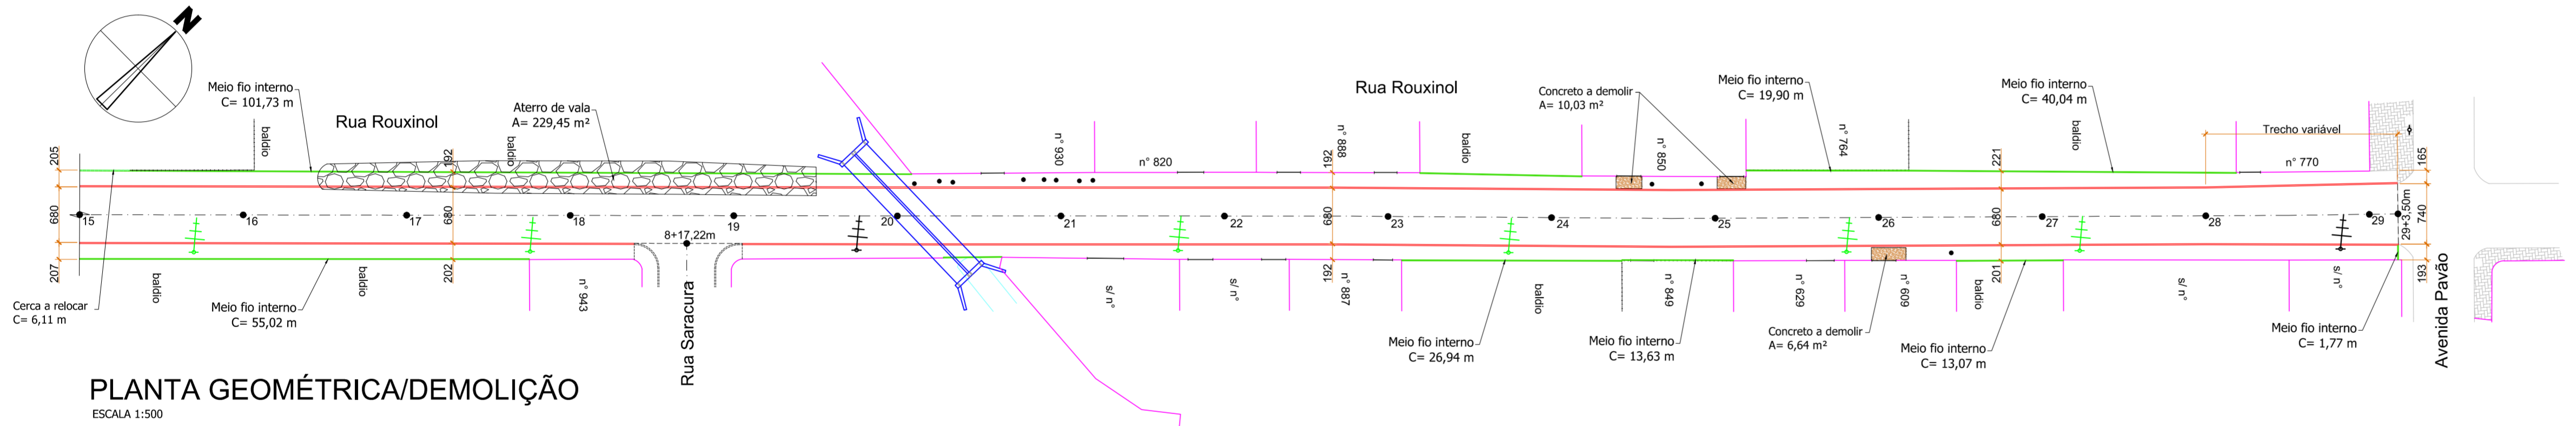 N
Meio fio interno
C= 101,73 m
Rua Rouxinol
Aterro de vala
A= 229,45 m²
baldio
baldio
205
680
207
192
680
202
15
16
17
18
19
20
21
22
23
24
25
26
27
28
29
8+17,22m
n° 930
n° 820
n° 888
Rua Rouxinol
baldio
Concreto a demolir
A= 10,03 m²
n° 850
Meio fio interno
C= 19,90 m
n° 764
Meio fio interno
C= 40,04 m
baldio
Trecho variável
n° 770
192
680
192
221
680
201
165
740
193
29+3,50m
Cerca a relocar
C= 6,11 m
baldio
Meio fio interno
C= 55,02 m
baldio
n° 943
Rua Saracura
s/ n°
s/ n°
n° 887
Meio fio interno
C= 26,94 m
baldio
Meio fio interno
C= 13,63 m
n° 849
n° 629
Concreto a demolir
A= 6,64 m²
n° 609
baldio
Meio fio interno
C= 13,07 m
s/ n°
s/ n°
Meio fio interno
C= 1,77 m
Avenida Pavão
PLANTA GEOMÉTRICA/DEMOLIÇÃO
ESCALA 1:500